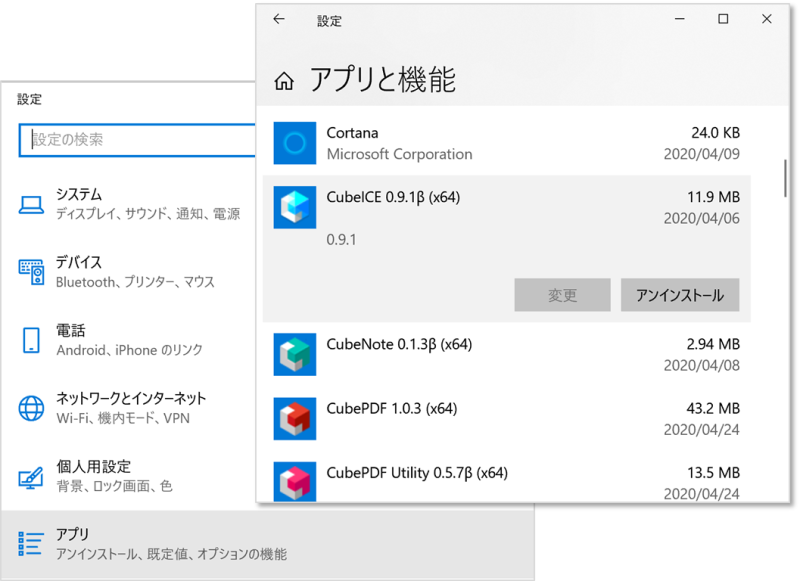 設定
設定の検索
システム
ディスプレイ、サウンド、通知、電源
デバイス
Bluetooth、プリンター、マウス
電話
Android、iPhone のリンク
ネットワークとインターネット
Wi-Fi、機内モード、VPN
個人用設定
背景、ロック画面、色
アプリ
アンインストール、既定値、オプションの機能
設定
アプリと機能
Cortana 24.0 KB
Microsoft Corporation 2020/04/09
CubeICE 0.9.1β (x64) 11.9 MB
2020/04/06
0.9.1
変更 アンインストール
CubeNote 0.1.3β (x64) 2.94 MB
2020/04/08
CubePDF 1.0.3 (x64) 43.2 MB
2020/04/24
CubePDF Utility 0.5.7β (x64) 13.5 MB
2020/04/24